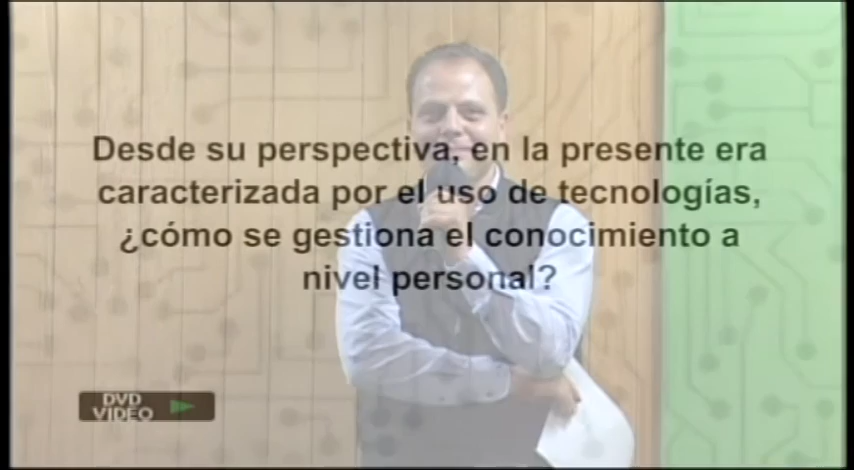 Desde su perspectiva, en la presente era
caracterizada por el uso de tecnologías,
¿cómo se gestiona el conocimiento a
nivel personal?
DVD
VIDEO